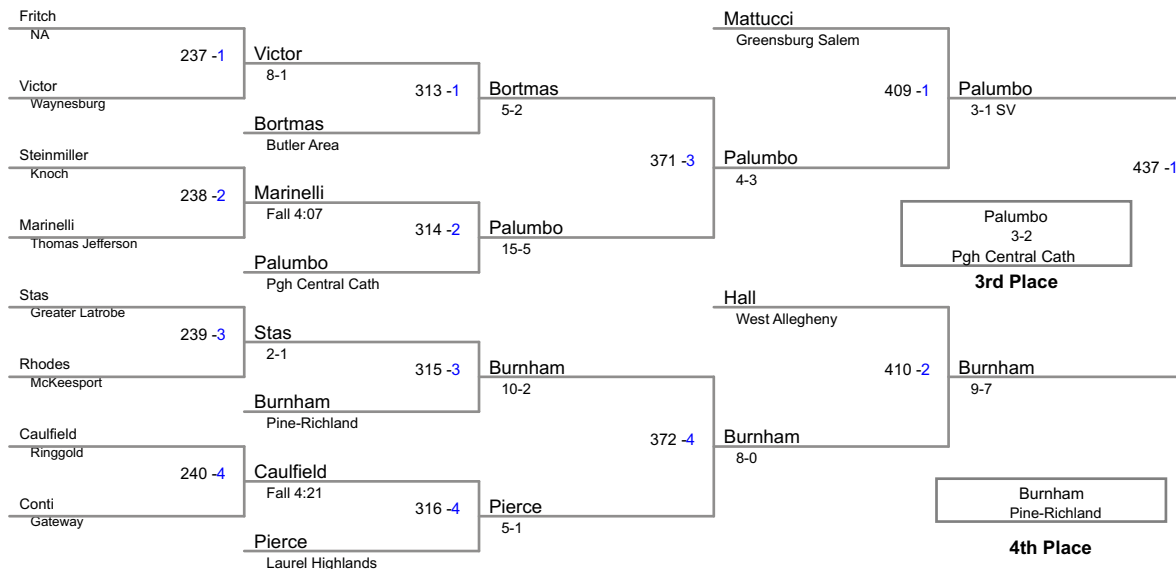 Fritch
NA
237 -1
Victor
Waynesburg
Victor
8-1
313 -1
Bortmas
Butler Area
Bortmas
5-2
Steinmiller
Knoch
238 -2
Marinelli
Thomas Jefferson
Marinelli
Fall 4:07
314 -2
Palumbo
Pgh Central Cath
Palumbo
15-5
371 -3
Palumbo
4-3
Mattucci
Greensburg Salem
409 -1
Palumbo
3-1 SV
437 -1
Palumbo
3-2
Pgh Central Cath
3rd Place
Stas
Greater Latrobe
239 -3
Rhodes
McKeesport
Stas
2-1
315 -3
Burnham
Pine-Richland
Burnham
10-2
Caulfield
Ringgold
240 -4
Conti
Gateway
Caulfield
Fall 4:21
316 -4
Pierce
Laurel Highlands
Pierce
5-1
372 -4
Burnham
8-0
Hall
West Allegheny
410 -2
Burnham
9-7
Burnham
Pine-Richland
4th Place